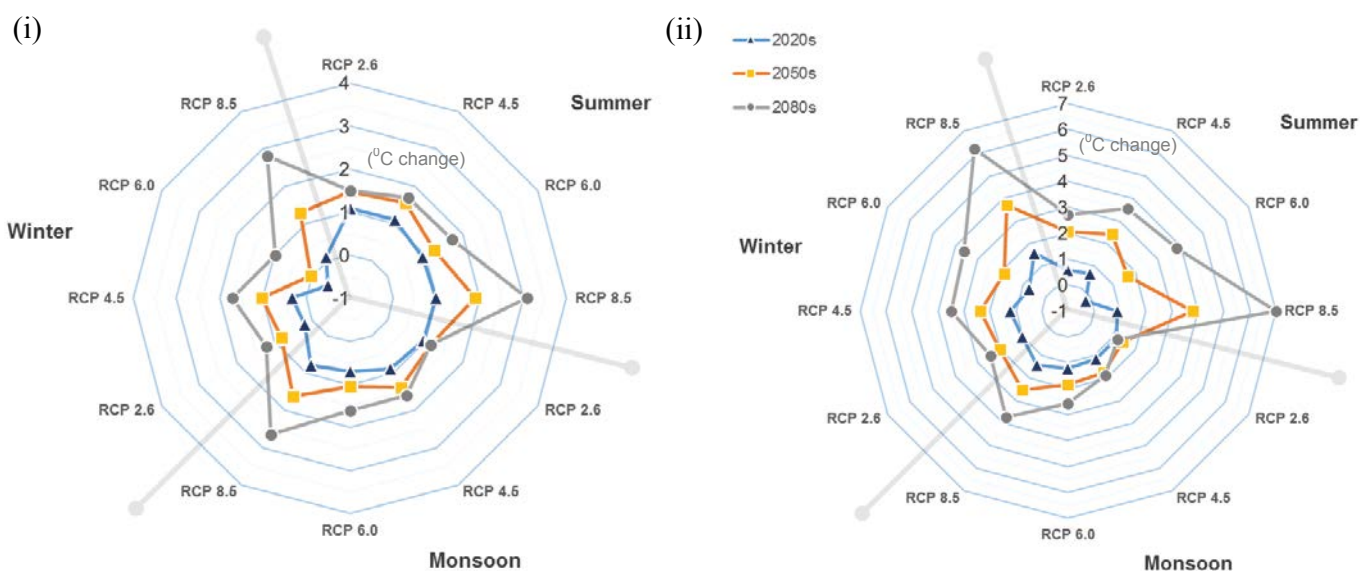 (i)
RCP 2.6
RCP 4.5
RCP 6.0
RCP 8.5
RCP 2.6
RCP 4.5
RCP 6.0
RCP 8.5
RCP 2.6
RCP 4.5
RCP 6.0
RCP 8.5
4
3
2
1
0
-1
(⁰C change)
Summer
Winter
Monsoon
(ii)
2020s
2050s
2080s
RCP 2.6
RCP 4.5
RCP 6.0
RCP 8.5
RCP 2.6
RCP 4.5
RCP 6.0
RCP 8.5
RCP 2.6
RCP 4.5
RCP 6.0
RCP 8.5
7
6
5
4
3
2
1
0
-1
(⁰C change)
Summer
Winter
Monsoon